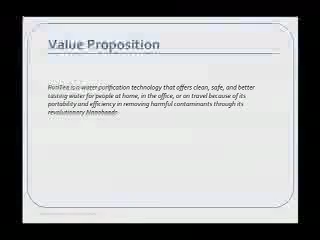 Value Proposition
is a water purification technology that offers clean, safe, and better
tasting water for people at home, in the office, or on travel because of its
portability and efficiency in removing harmful contaminants through its
revolutionary Nanobeads